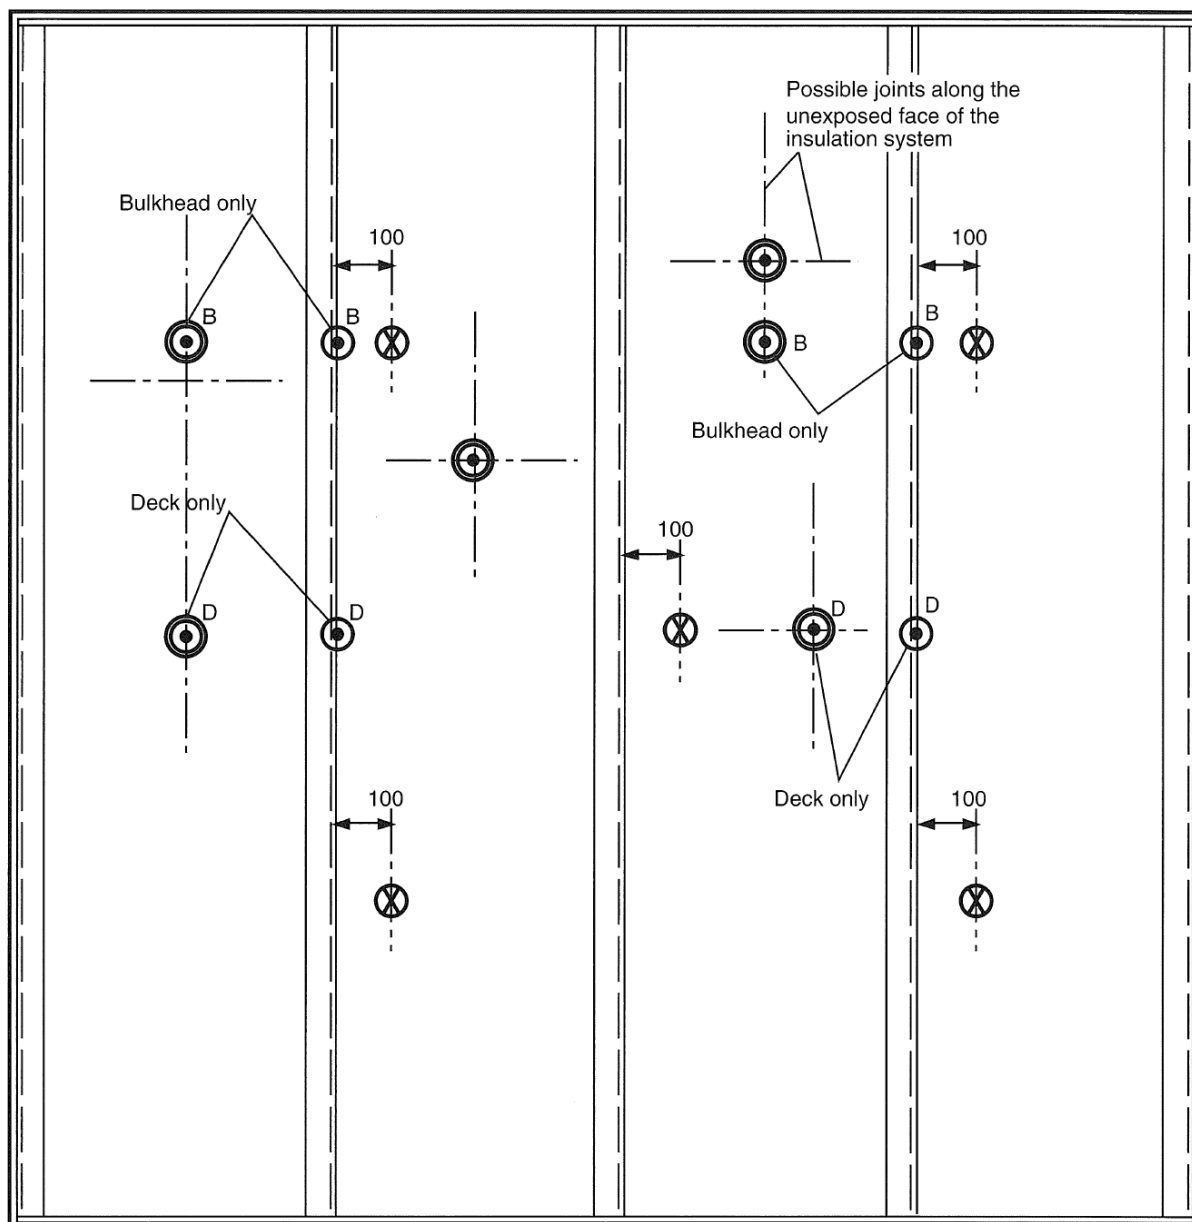 Possible joints along the
unexposed face of the
insulation system
Bulkhead only
100
100
B
B
B
B
Bulkhead only
Deck only
100
D
D
D
D
Deck only
100
100